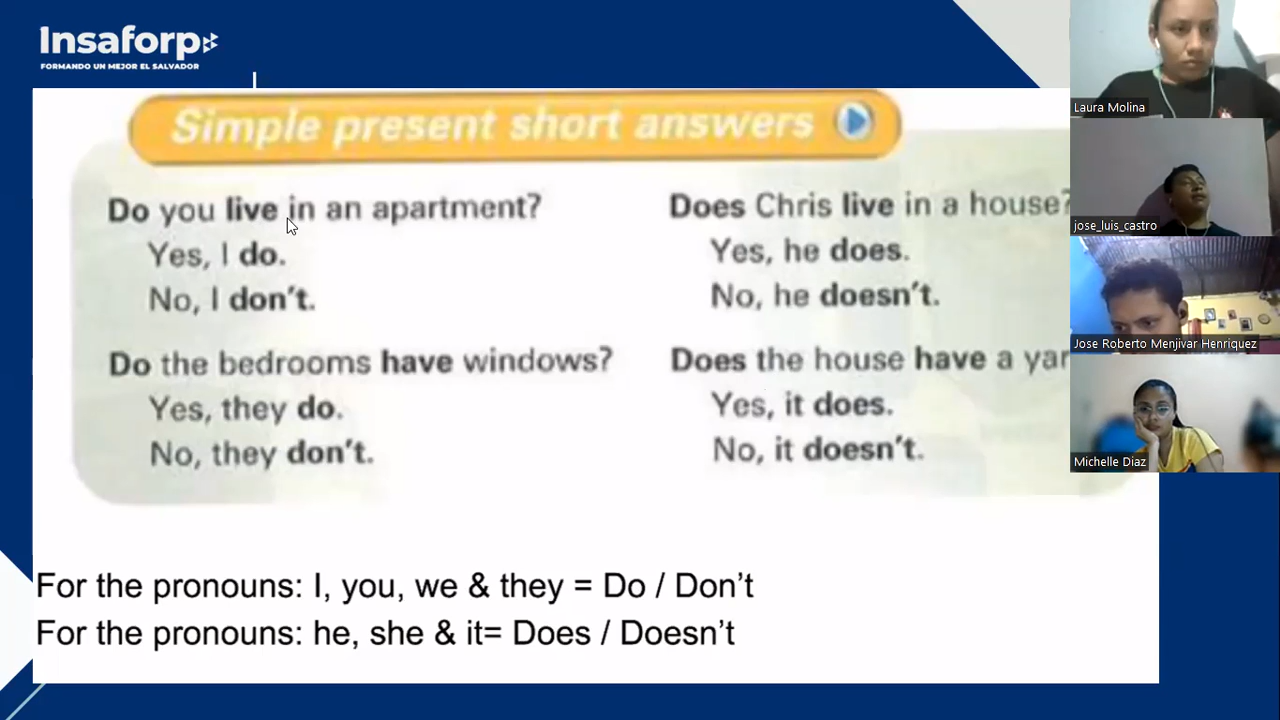 Insaforp
FORMANDO UN MEJOR EL SALVADOR
Simple present short answers
Do you live in an apartment?
Yes, I do.
No, I don't.
Do the bedrooms have windows?
Yes, they do.
No, they don't.
Does Chris live in a house?
Yes, he does.
No, he doesn't.
Does the house have a yar
Yes, it does.
No, it doesn't.
For the pronouns: I, you, we & they = Do / Don't
For the pronouns: he, she & it= Does / Doesn't
Laura Molina
jose_luis_castro
Jose Roberto Menjivar Henriquez
Michelle Diaz